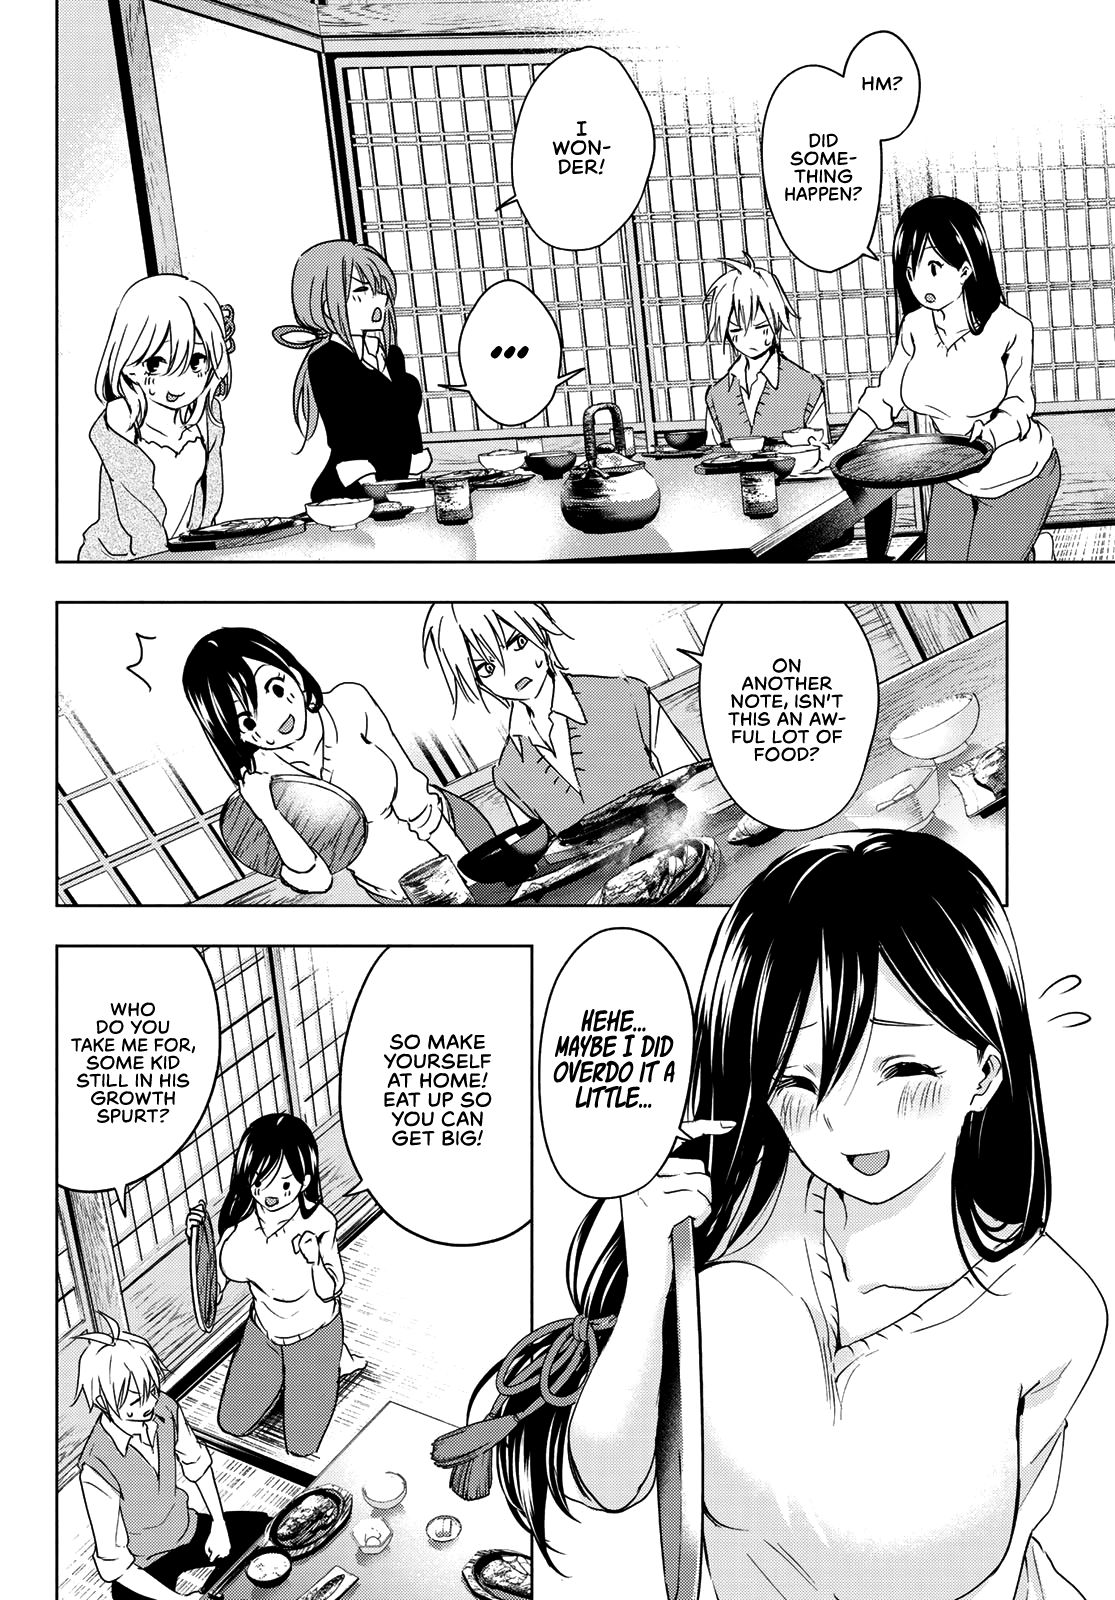 HM?
DID
SOME-
THING
HAPPEN?
I
WON-
DER!
...
ON
ANOTHER
NOTE, ISN'T
THIS AN AW-
FUL LOT OF
FOOD?
HEHE...
MAYBE I DID
OVERDO IT A
LITTLE...
SO MAKE
YOURSELF
AT HOME!
EAT UP SO
YOU CAN
GET BIG!
WHO
DO YOU
TAKE ME FOR,
SOME KID
STILL IN HIS
GROWTH
SPURT?